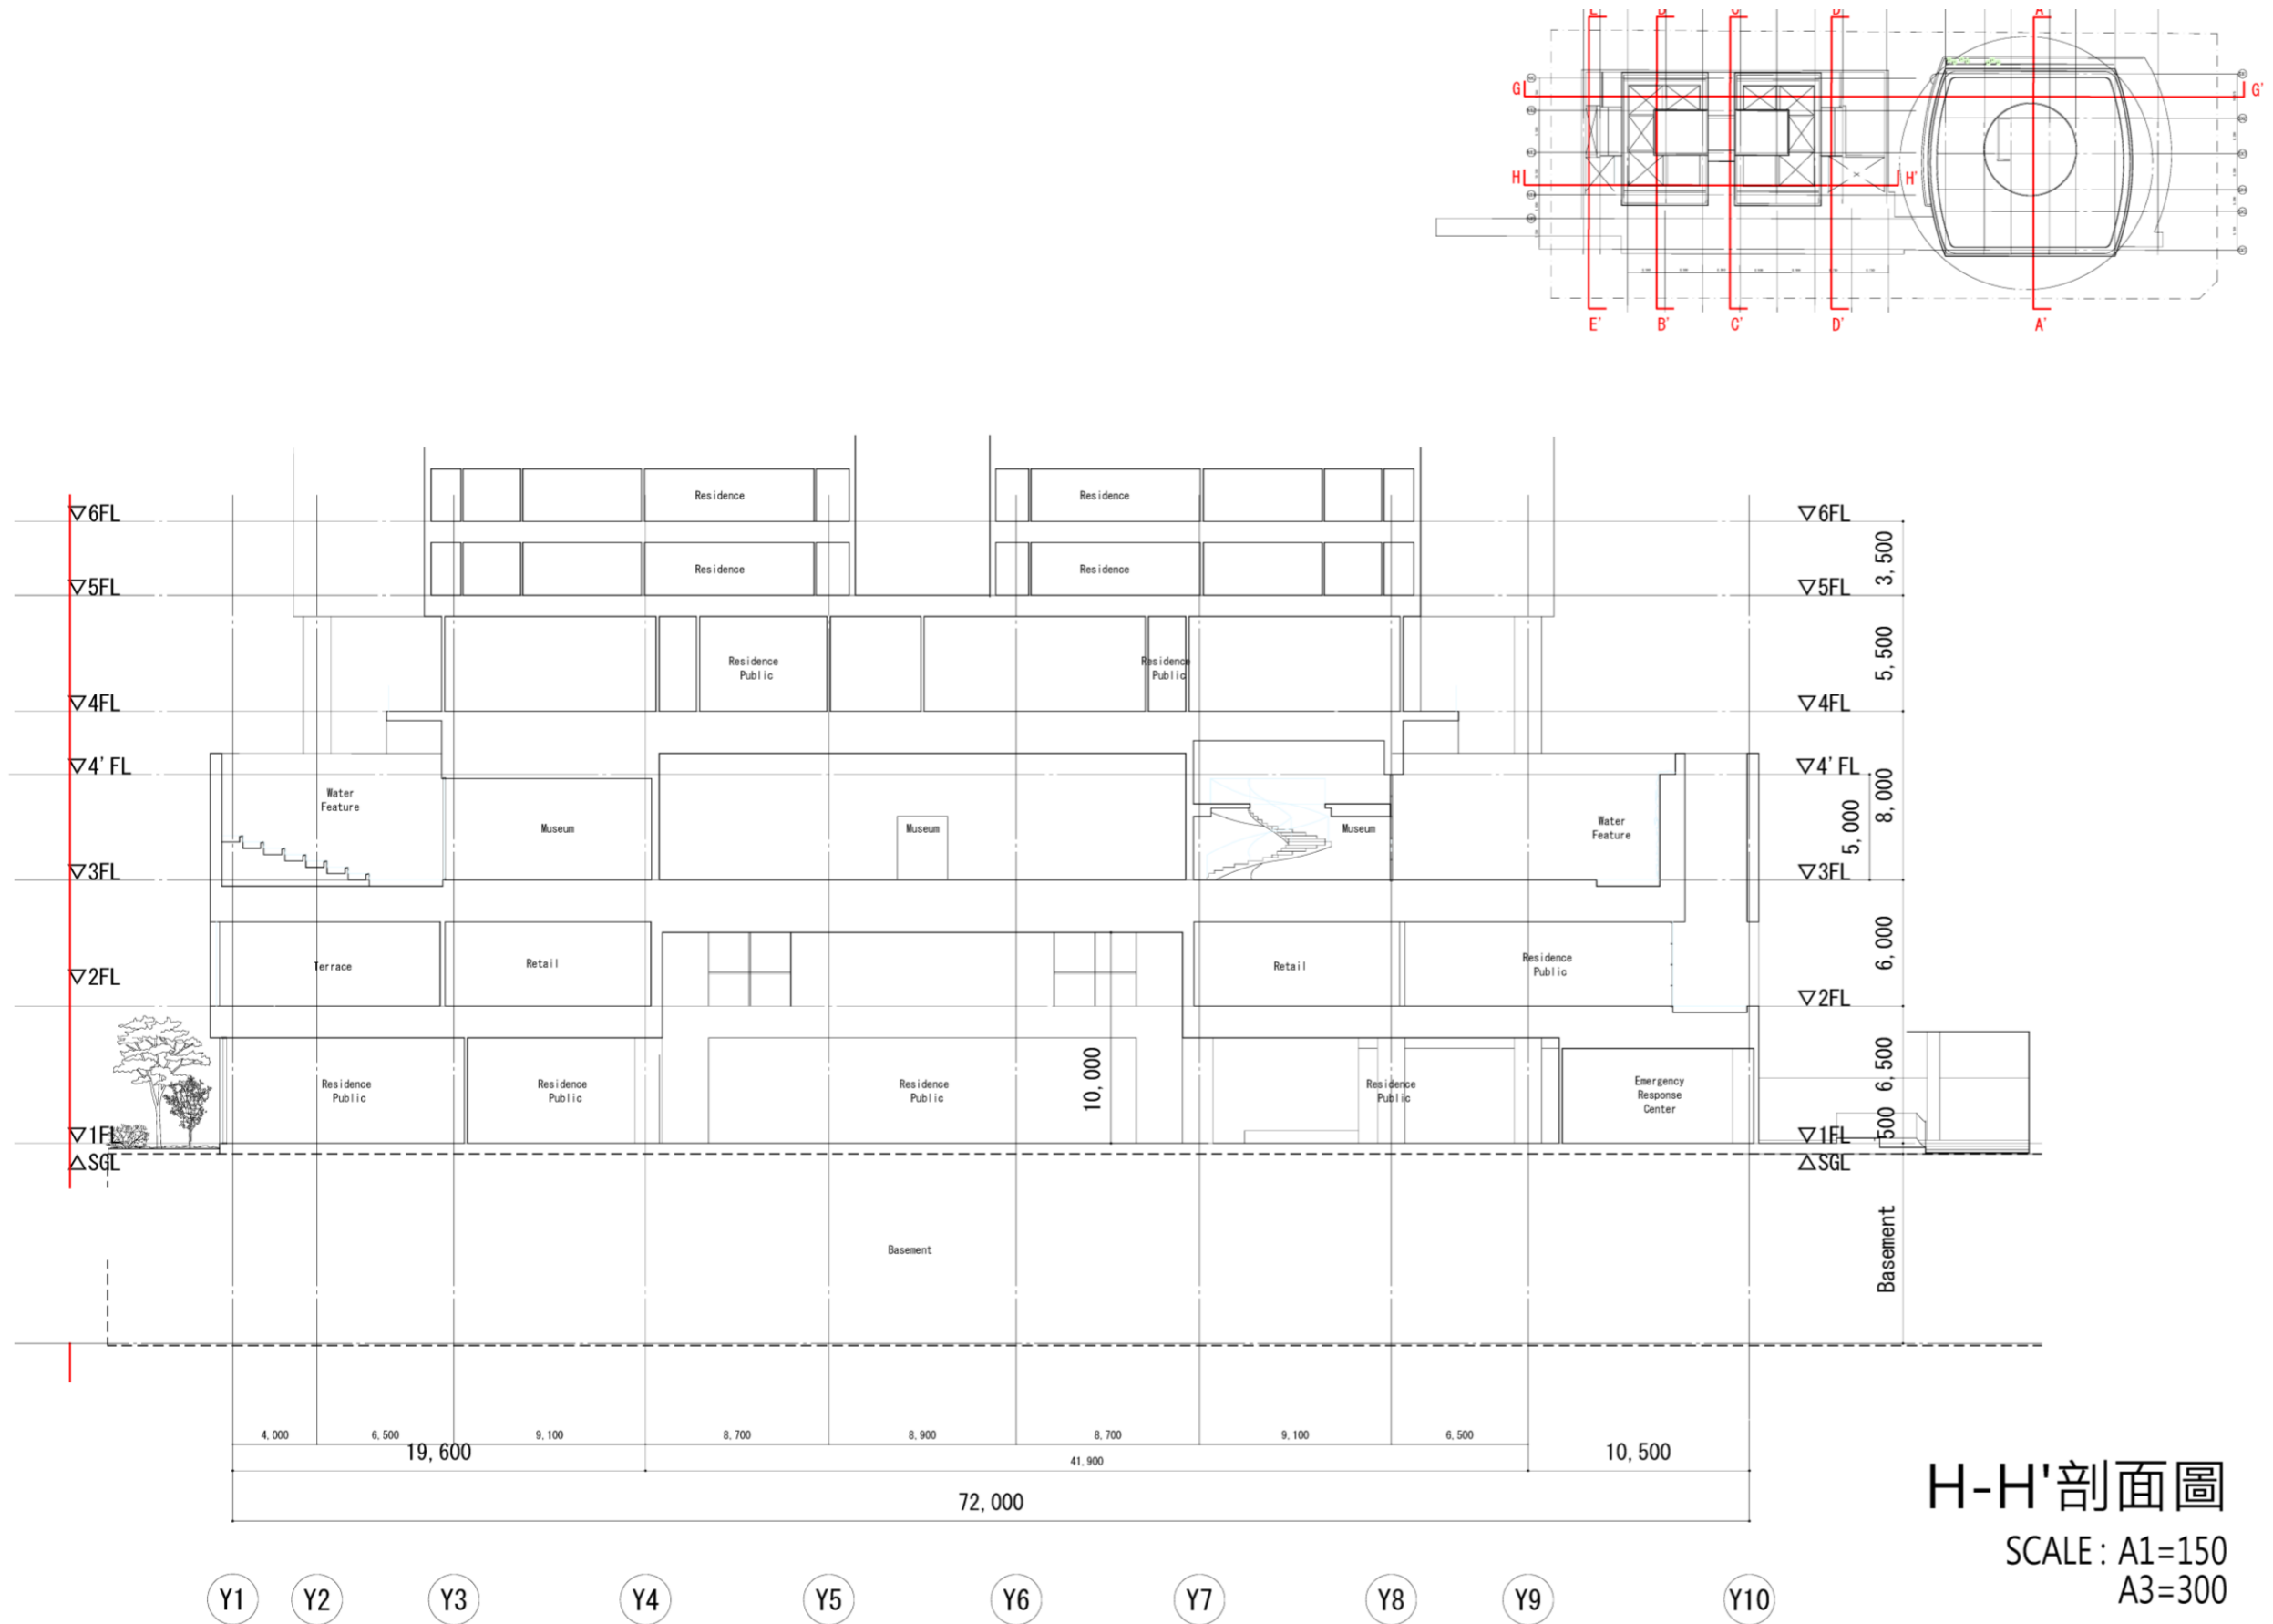 G
G'
H
H'
E'
B'
C'
D'
A'
Residence
Residence
▽6FL
▽6FL
3,500
Residence
Residence
▽5FL
▽5FL
5,500
Residence
Public
Residence
Public
▽4FL
▽4FL
▽4'FL
▽4'FL
8,000
5,000
Water
Feature
Museum
Museum
Museum
Water
Feature
▽3FL
▽3FL
6,000
Terrace
Retail
Retail
Residence
Public
▽2FL
▽2FL
6,500
10,000
Residence
Public
Residence
Public
Residence
Public
Residence
Public
Emergency
Response
Center
500
▽1FL
▽1FL
△SGL
△SGL
Basement
Basement
4,000
6,500
9,100
8,700
8,900
8,700
9,100
6,500
19,600
41,900
10,500
72,000
H-H'剖面圖
SCALE: A1=150
A3=300
Y1
Y2
Y3
Y4
Y5
Y6
Y7
Y8
Y9
Y10